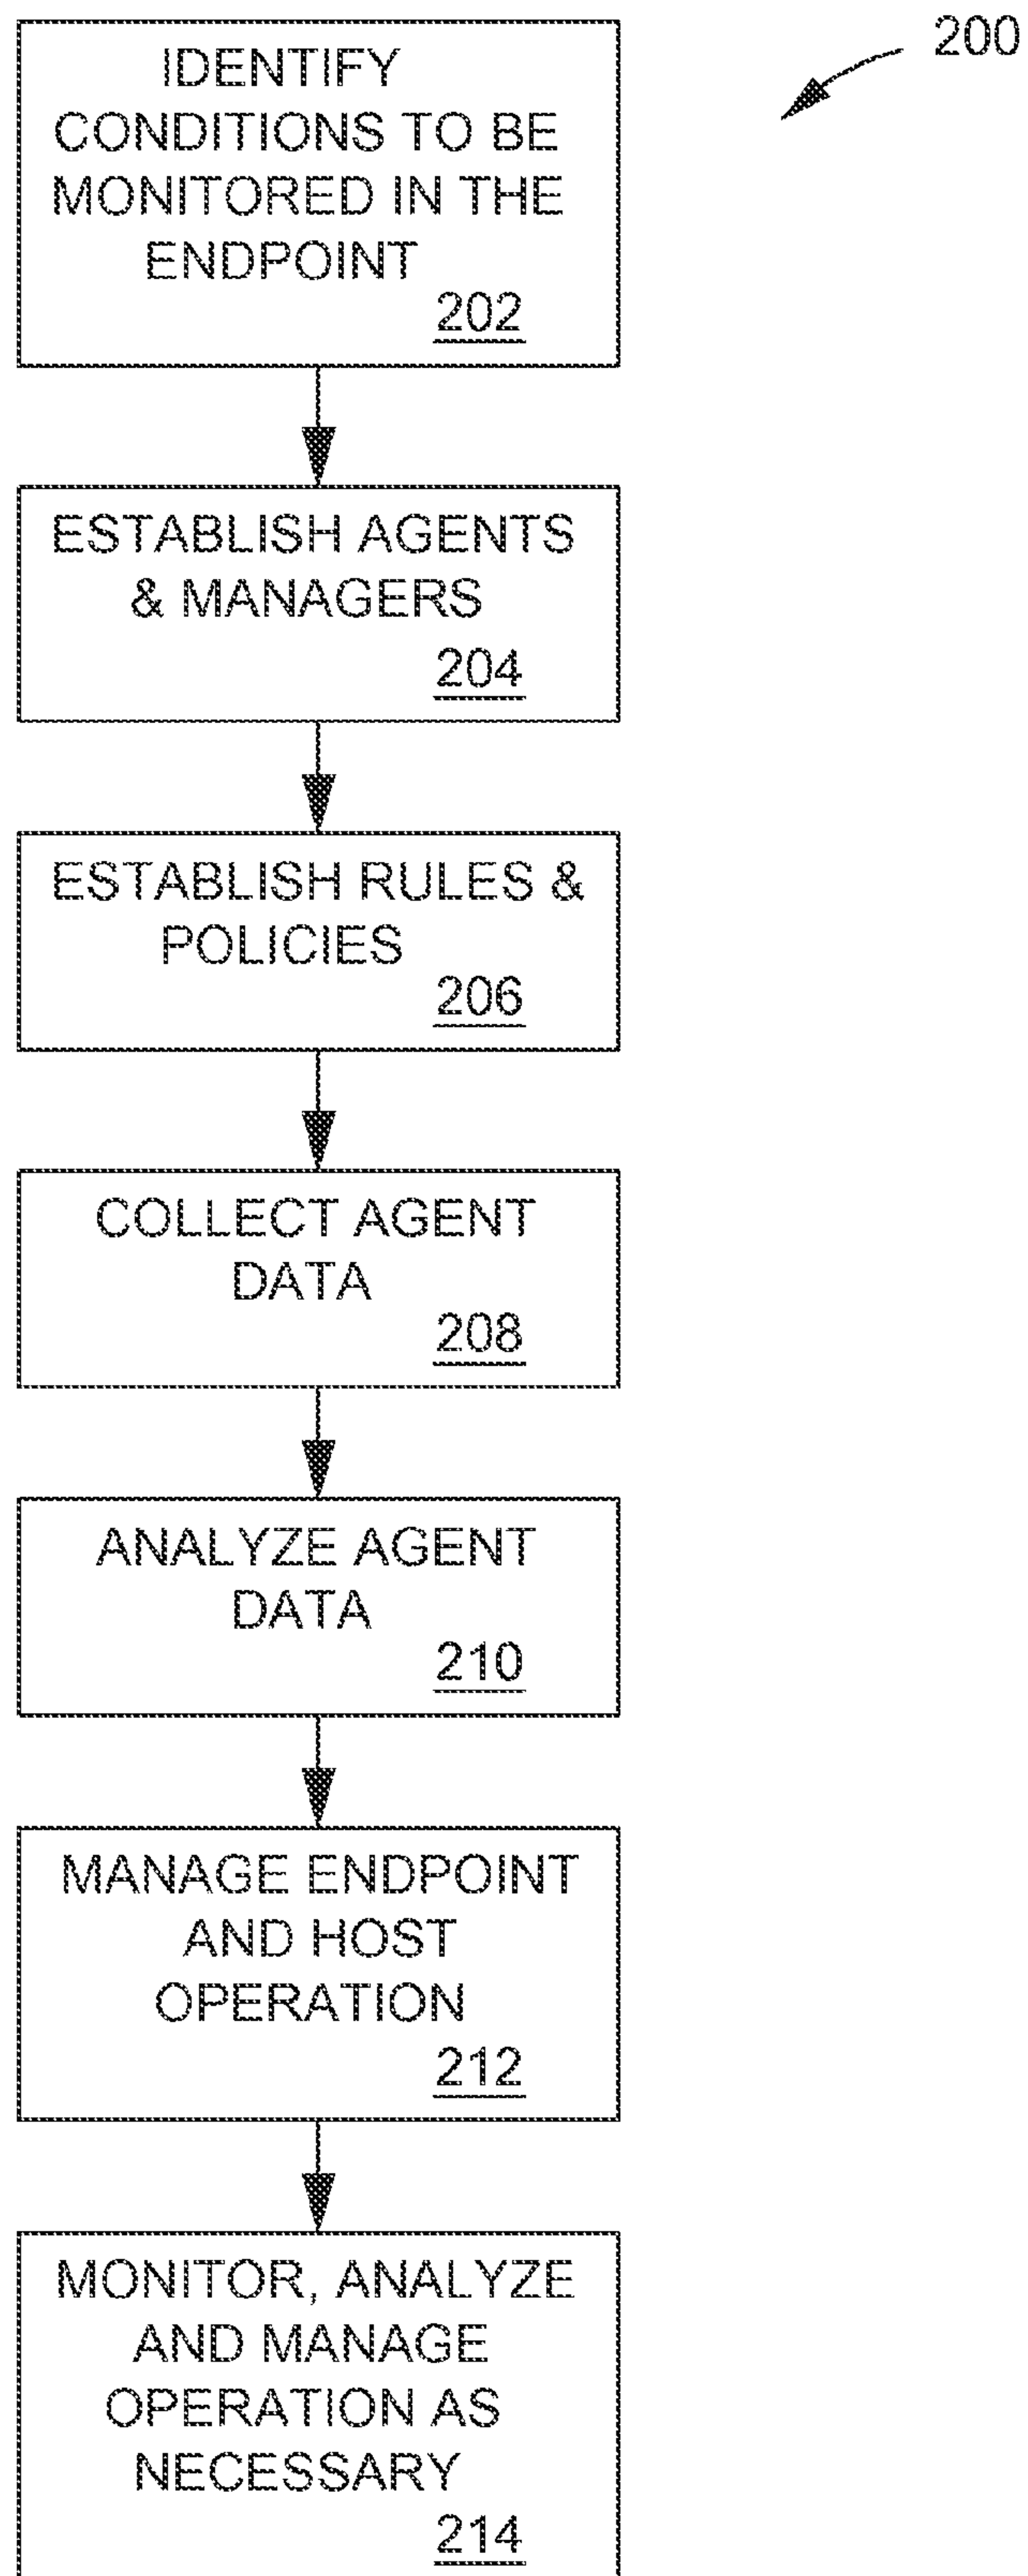 200
IDENTIFY
CONDITIONS TO BE
MONITORED IN THE
ENDPOINT
202
ESTABLISH AGENTS
& MANAGERS
204
ESTABLISH RULES &
POLICIES
206
COLLECT AGENT
DATA
208
ANALYZE AGENT
DATA
210
MANAGE ENDPOINT
AND HOST
OPERATION
212
MONITOR, ANALYZE
AND MANAGE
OPERATION AS
NECESSARY
214